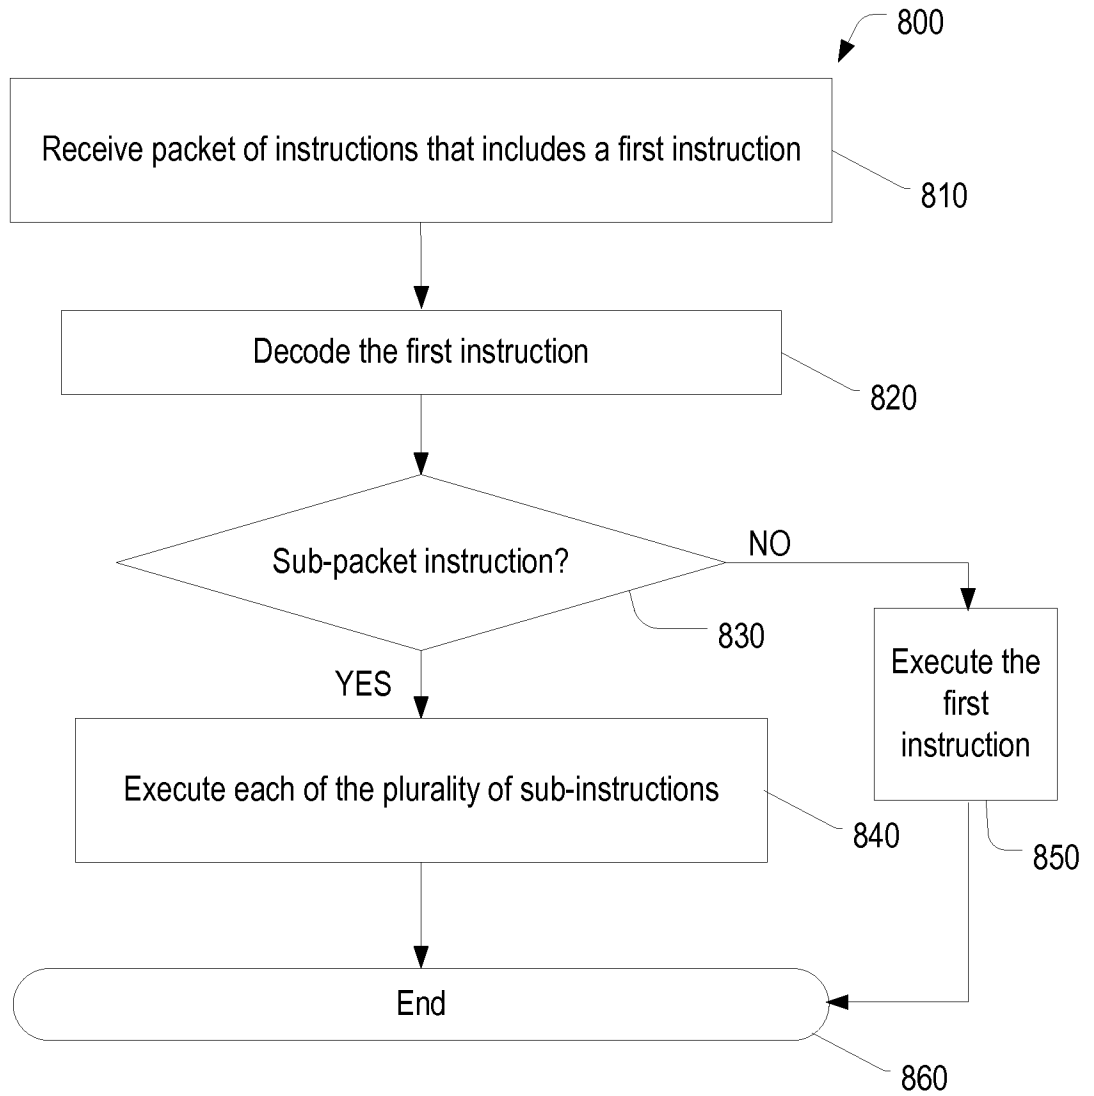 800
Receive packet of instructions that includes a first instruction
810
Decode the first instruction
820
Sub-packet instruction?
NO
830
YES
Execute the
first
instruction
Execute each of the plurality of sub-instructions
840
850
End
860